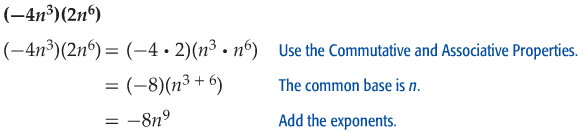 (−4n³)(2n⁶)
(−4n³)(2n⁶) = (−4 • 2)(n³ • n⁶) Use the Commutative and Associative Properties.
= (−8)(n³ ⁺ ⁶) The common base is n.
= −8n⁹ Add the exponents.